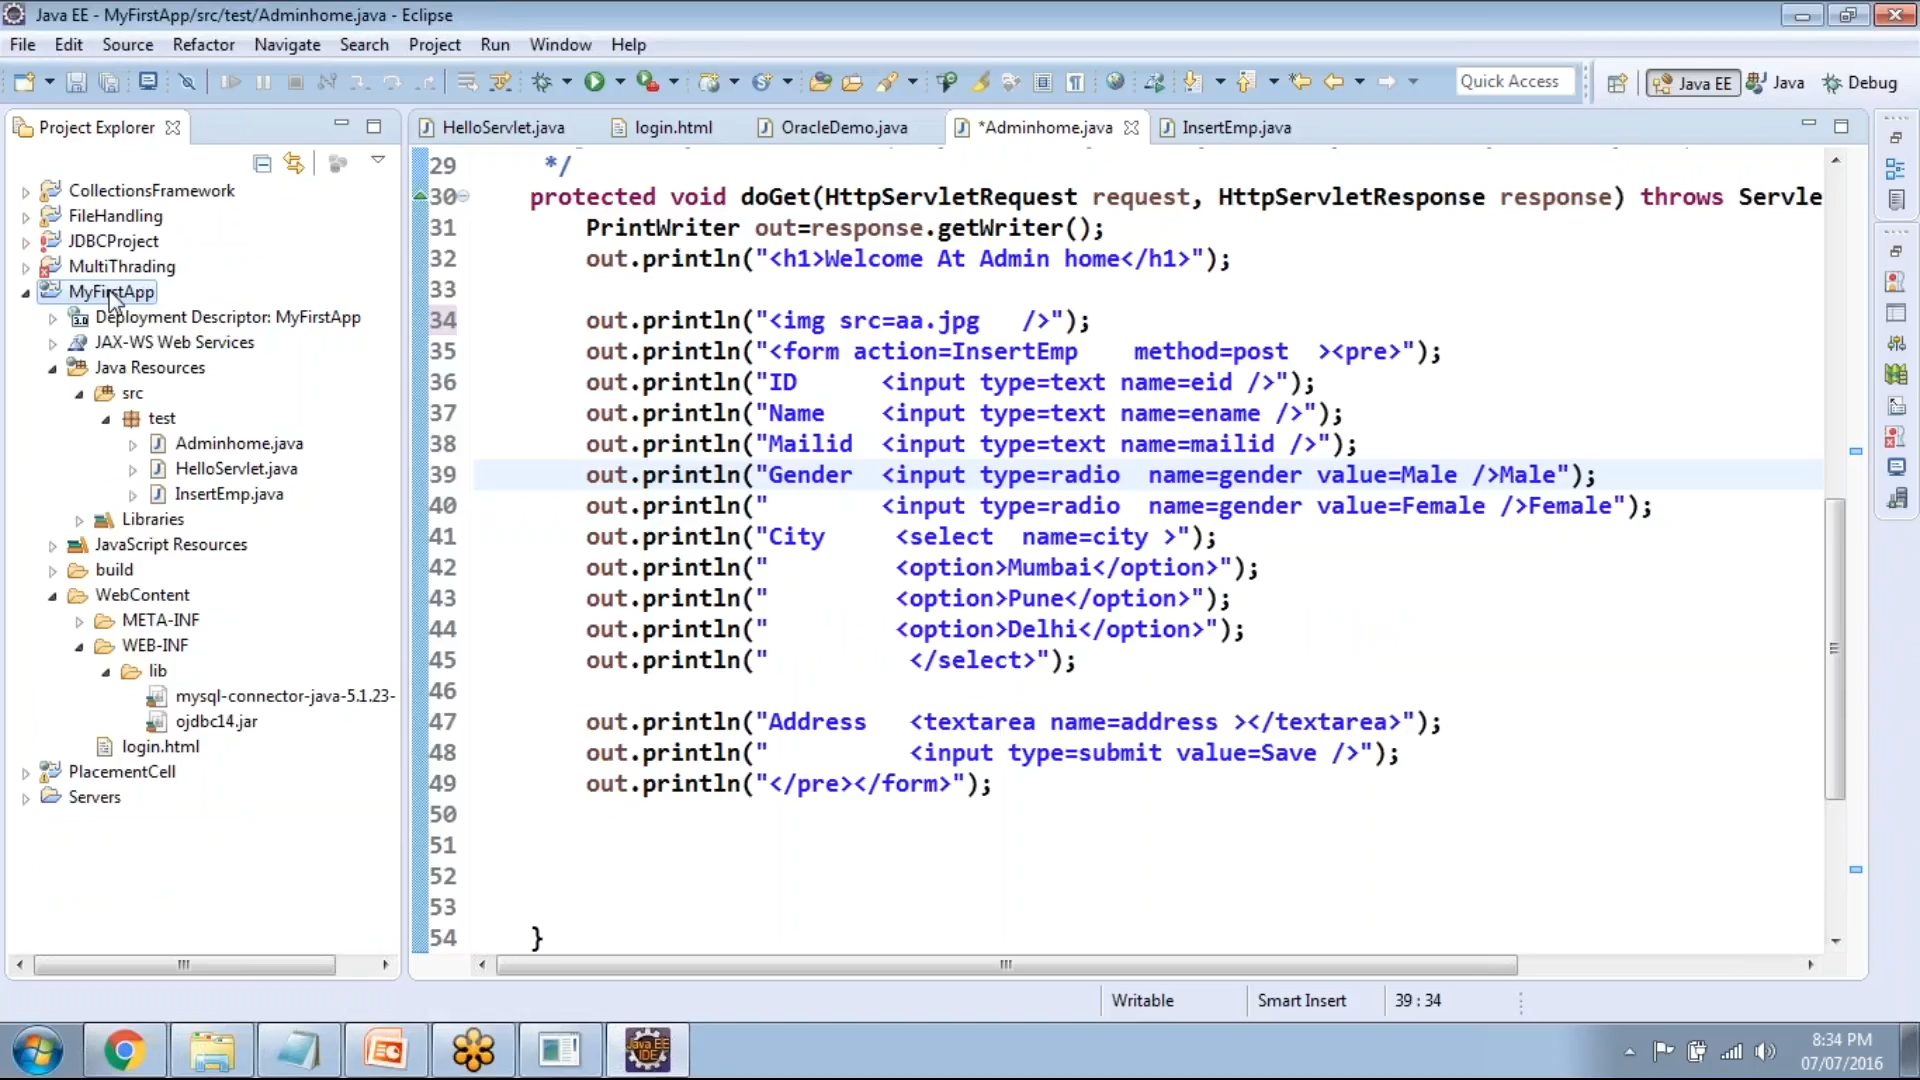 Java EE - MyFirstApp/src/test/Adminhome.java - Eclipse
File Edit Source Refactor Navigate Search Project Run Window Help
Quick Access Java EE Java Debug
Project Explorer
HelloServlet.java login.html OracleDemo.java *Adminhome.java InsertEmp.java
CollectionsFramework
FileHandling
JDBCProject
MultiThrading
MyFirstApp
Deployment Descriptor: MyFirstApp
JAX-WS Web Services
Java Resources
src
test
Adminhome.java
HelloServlet.java
InsertEmp.java
Libraries
JavaScript Resources
build
WebContent
META-INF
WEB-INF
lib
mysql-connector-java-5.1.23-
ojdbc14.jar
login.html
PlacementCell
Servers
29 */
30 protected void doGet(HttpServletRequest request, HttpServletResponse response) throws Servle
31 PrintWriter out=response.getWriter();
32 out.println("<h1>Welcome At Admin home</h1>");
33
34 out.println("<img src=aa.jpg   />");
35 out.println("<form action=InsertEmp    method=post  ><pre>");
36 out.println("ID      <input type=text name=eid />");
37 out.println("Name    <input type=text name=ename />");
38 out.println("Mailid  <input type=text name=mailid />");
39 out.println("Gender  <input type=radio  name=gender value=Male />Male");
40 out.println("        <input type=radio  name=gender value=Female />Female");
41 out.println("City     <select  name=city >");
42 out.println("         <option>Mumbai</option>");
43 out.println("         <option>Pune</option>");
44 out.println("         <option>Delhi</option>");
45 out.println("          </select>");
46
47 out.println("Address   <textarea name=address ></textarea>");
48 out.println("          <input type=submit value=Save />");
49 out.println("</pre></form>");
50
51
52
53
54 }
Writable Smart Insert 39 : 34
Java EE
IDE
8:34 PM
07/07/2016